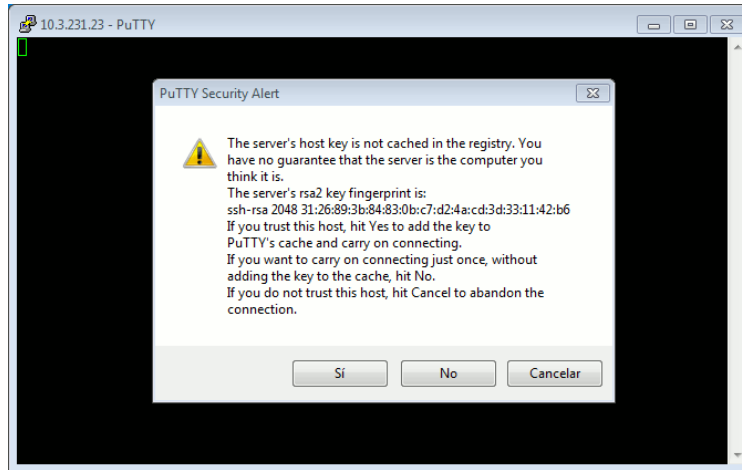 10.3.231.23 - PuTTY
PuTTY Security Alert
The server's host key is not cached in the registry. You
have no guarantee that the server is the computer you
think it is.
The server's rsa2 key fingerprint is:
ssh-rsa 2048 31:26:89:3b:84:83:0b:c7:d2:4a:cd:3d:33:11:42:b6
If you trust this host, hit Yes to add the key to
PuTTY's cache and carry on connecting.
If you want to carry on connecting just once, without
adding the key to the cache, hit No.
If you do not trust this host, hit Cancel to abandon the
connection.
Sí No Cancelar